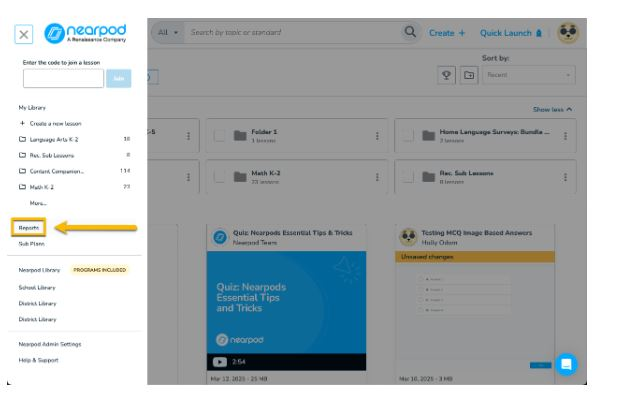 nearpod
A Renaissance Company
All
Search by topic or standard
Create +
Quick Launch
Enter the code to join a lesson
Join
Sort by:
Recent
My Library
Show less
+ Create a new lesson
Language Arts K-2 18
Rec. Sub Lessons 8
Content Companion... 114
Math K-2 23
More...
K-5
Folder 1
1 lessons
Home Language Surveys: Bundle ...
2 lessons
Math K-2
23 lessons
Rec. Sub Lessons
8 lessons
Reports
Sub Plans
Nearpod Library PROGRAMS INCLUDED
School Library
District Library
District Library
Nearpod Admin Settings
Help & Support
Quiz: Nearpods Essential Tips & Tricks
Nearpod Team
Quiz: Nearpods
Essential Tips
and Tricks
nearpod
2:54
Mar 12, 2025 - 25 MB
Testing MCQ Image Based Answers
Holly Odom
Unsaved changes
Mar 10, 2025 - 3 MB